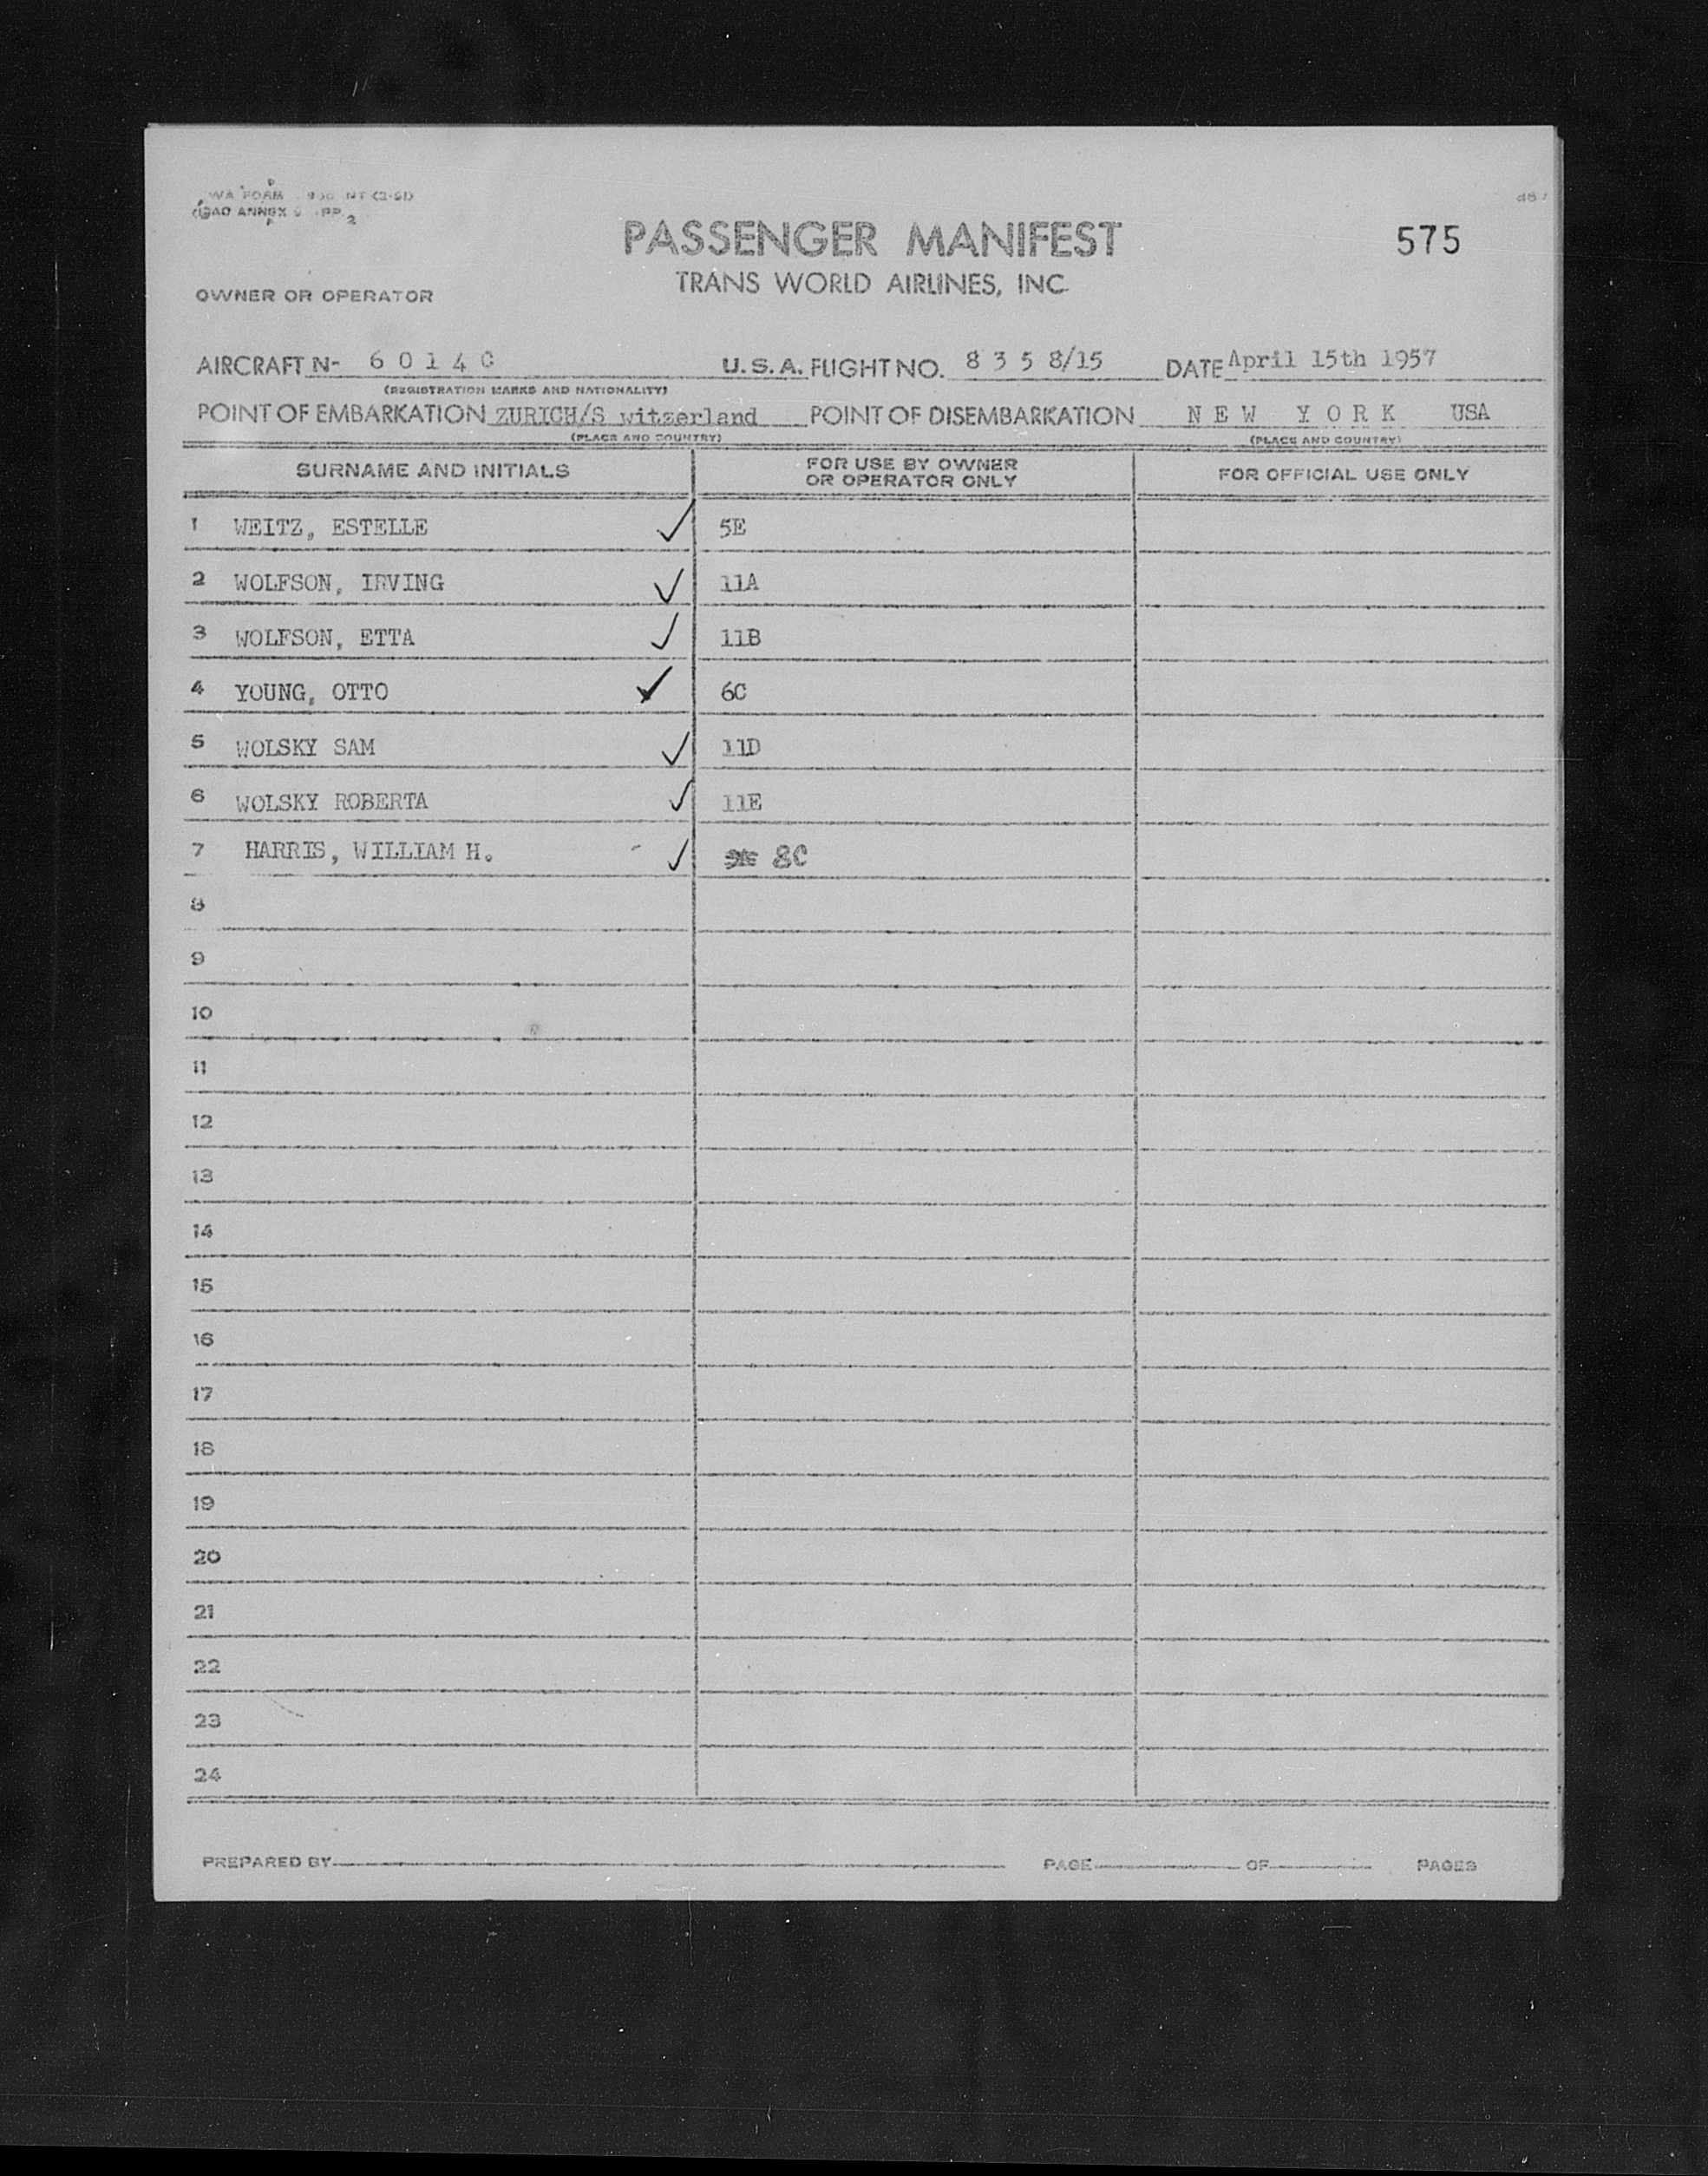 ICAO ANNEX 9
2
PASSENGER MANIFEST
575
TRANS WORLD AIRLINES, INC.
OWNER OR OPERATOR
AIRCRAFT N- 6 0 1 4 C U.S.A. FLIGHT NO. 8 3 5 8/15 DATE April 15th 1957
(REGISTRATION MARKS AND NATIONALITY)
POINT OF EMBARKATION ZURICH/S witzerland POINT OF DISEMBARKATION N E W Y O R K USA
(PLACE AND COUNTRY) (PLACE AND COUNTRY)
SURNAME AND INITIALS FOR USE BY OWNER OR OPERATOR ONLY FOR OFFICIAL USE ONLY
1 WEITZ, ESTELLE ✓ 5E
2 WOLFSON, IRVING ✓ 11A
3 WOLFSON, ETTA ✓ 11B
4 YOUNG, OTTO ✓ 6C
5 WOLSKY SAM ✓ 11D
6 WOLSKY ROBERTA ✓ 11E
7 HARRIS, WILLIAM H. ✓ 8C
8
9
10
11
12
13
14
15
16
17
18
19
20
21
22
23
24
PREPARED BY PAGE OF PAGES